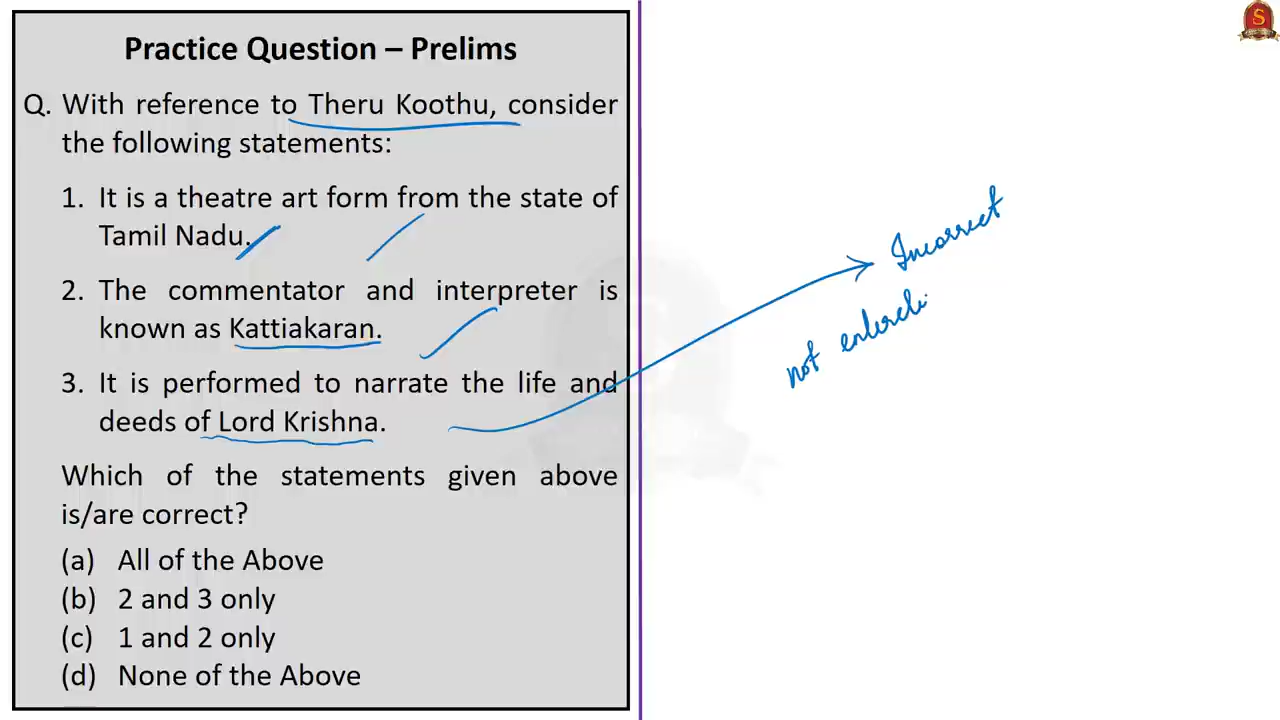 Practice Question – Prelims
Q. With reference to Theru Koothu, consider
the following statements:
1. It is a theatre art form from the state of
Tamil Nadu.
2. The commentator and interpreter is
known as Kattiakaran.
3. It is performed to narrate the life and
deeds of Lord Krishna.
Which of the statements given above
is/are correct?
(a) All of the Above
(b) 2 and 3 only
(c) 1 and 2 only
(d) None of the Above
S
Incorrect
not